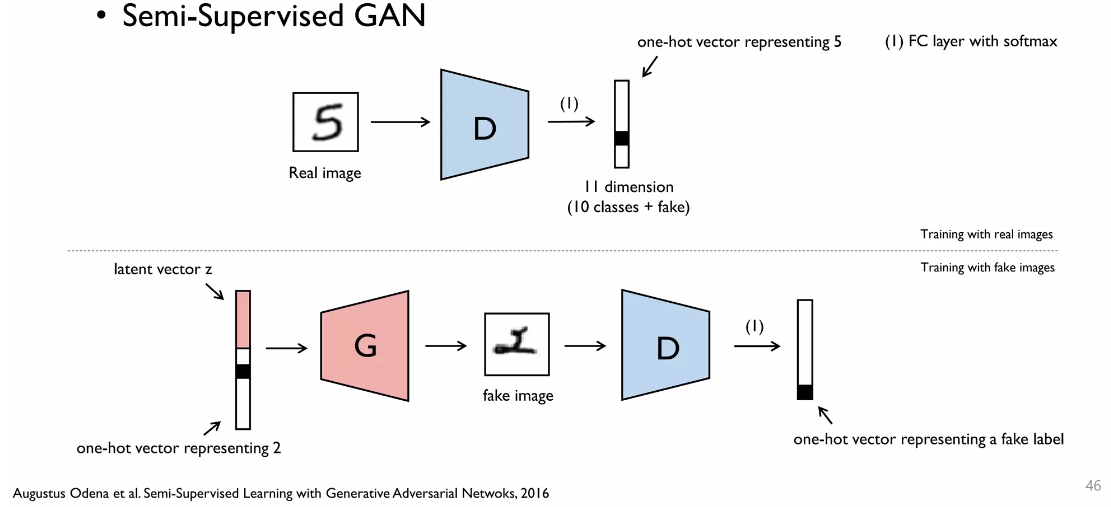 • Semi-Supervised GAN
one-hot vector representing 5
(1) FC layer with softmax
5
D
(1)
Real image
11 dimension
(10 classes + fake)
Training with real images
Training with fake images
latent vector z
G
fake image
D
(1)
one-hot vector representing 2
one-hot vector representing a fake label
Augustus Odena et al. Semi-Supervised Learning with Generative Adversarial Netwoks, 2016
46